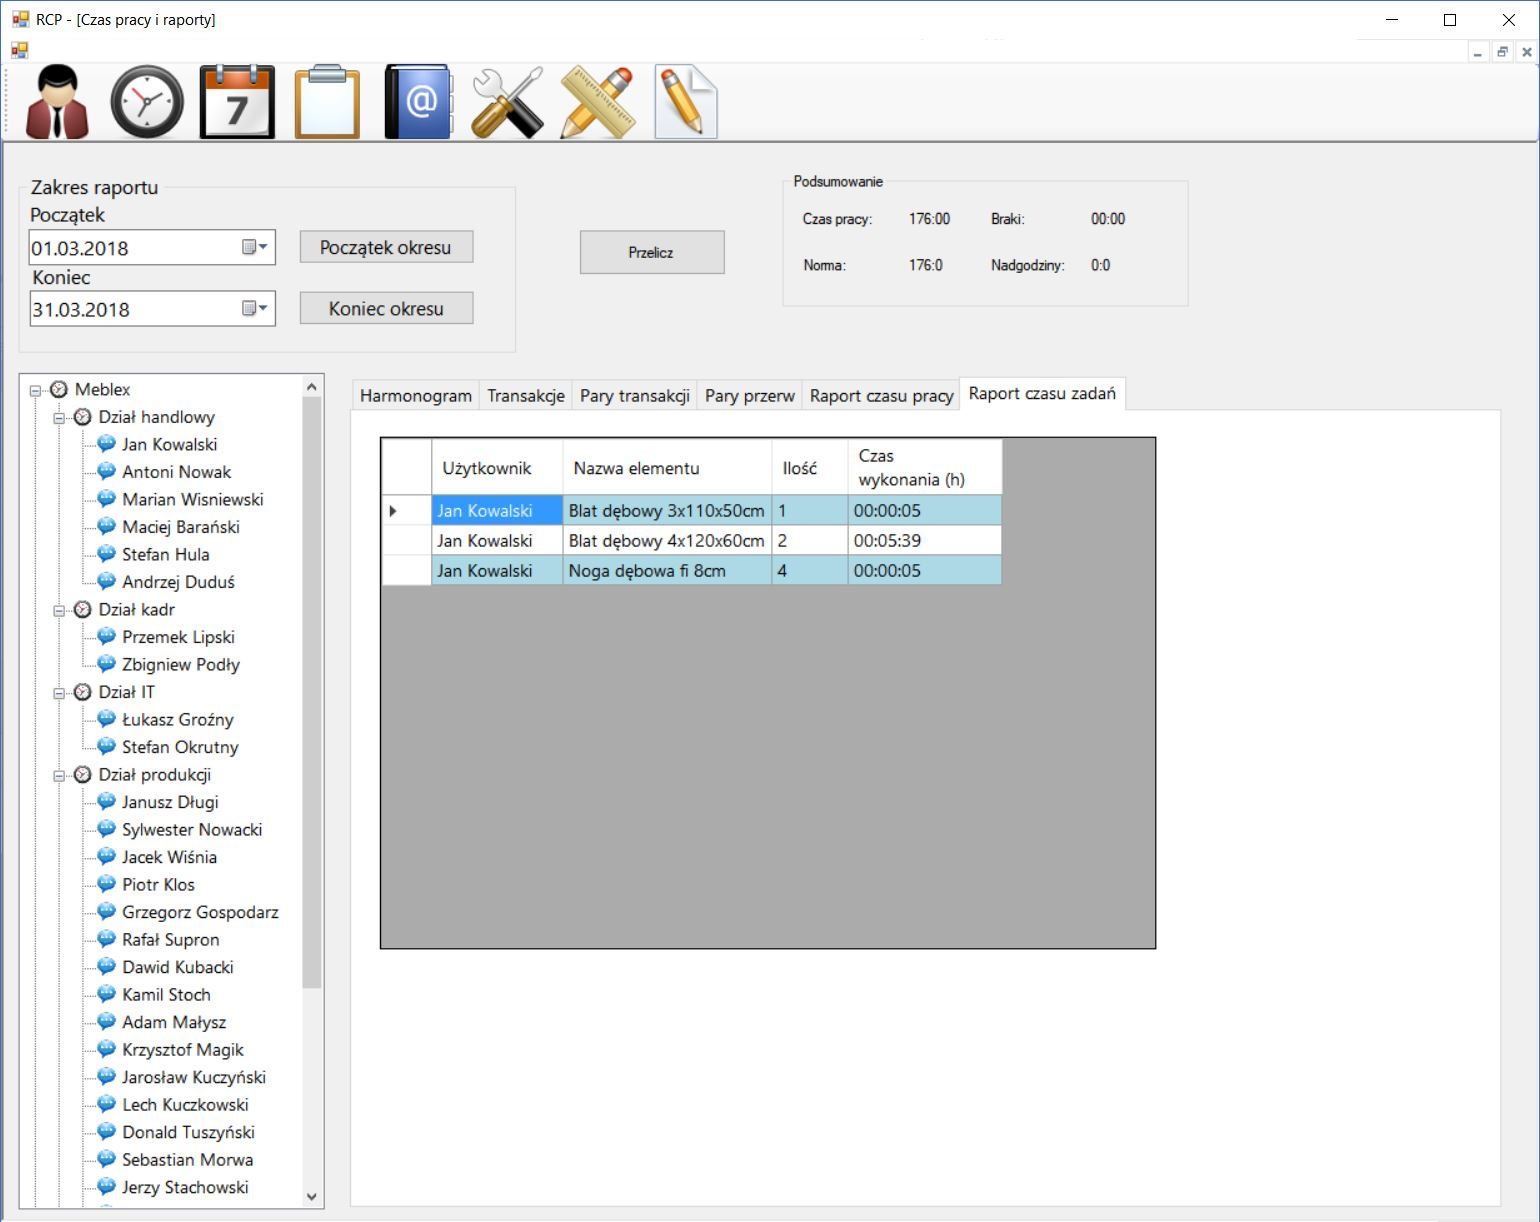 RCP - [Czas pracy i raporty]
7
@
Zakres raportu
Początek
01.03.2018
Początek okresu
Koniec
31.03.2018
Koniec okresu
Przelicz
Podsumowanie
Czas pracy: 176:00 Braki: 00:00
Norma: 176:0 Nadgodziny: 0:0
Meblex
Dział handlowy
Jan Kowalski
Antoni Nowak
Marian Wisniewski
Maciej Barański
Stefan Hula
Andrzej Duduś
Dział kadr
Przemek Lipski
Zbigniew Podły
Dział IT
Łukasz Groźny
Stefan Okrutny
Dział produkcji
Janusz Długi
Sylwester Nowacki
Jacek Wiśnia
Piotr Klos
Grzegorz Gospodarz
Rafał Supron
Dawid Kubacki
Kamil Stoch
Adam Małysz
Krzysztof Magik
Jarosław Kuczyński
Lech Kuczkowski
Donald Tuszyński
Sebastian Morwa
Jerzy Stachowski
Harmonogram Transakcje Pary transakcji Pary przerw Raport czasu pracy Raport czasu zadań
Użytkownik Nazwa elementu Ilość Czas wykonania (h)
Jan Kowalski Blat dębowy 3x110x50cm 1 00:00:05
Jan Kowalski Blat dębowy 4x120x60cm 2 00:05:39
Jan Kowalski Noga dębowa fi 8cm 4 00:00:05